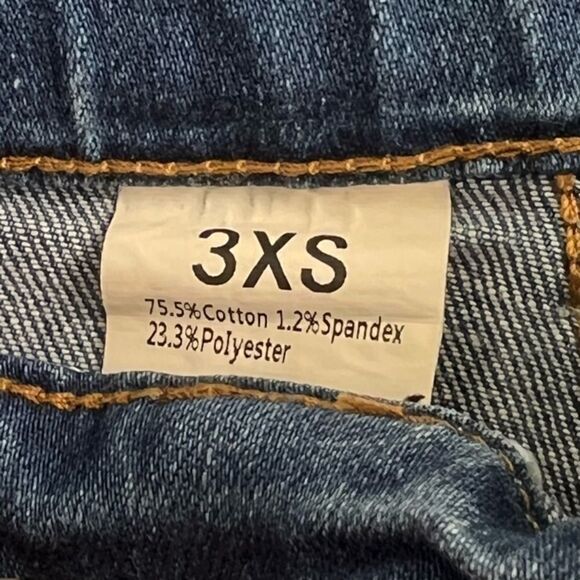 3XS
75.5%Cotton 1.2%Spandex
23.3%Polyester